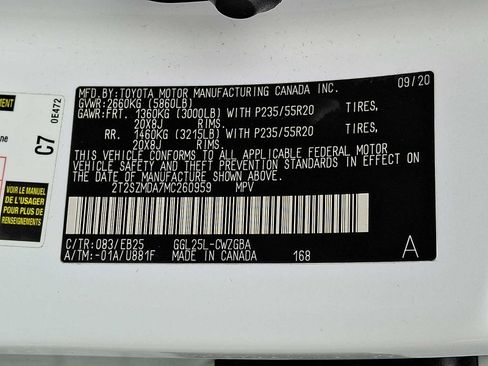 MFD.BY:TOYOTA MOTOR MANUFACTURING CANADA INC. 09/20
GVWR:2660KG (5860LB)
GAWR:FRT. 1360KG (3000LB) WITH P235/55R20 TIRES,
20X8J RIMS.
RR. 1460KG (3215LB) WITH P235/55R20 TIRES,
20X8J RIMS.
THIS VEHICLE CONFORMS TO ALL APPLICABLE FEDERAL MOTOR
VEHICLE SAFETY AND THEFT PREVENTION STANDARDS IN EFFECT
ON THE DATE OF MANUFACTURE SHOWN ABOVE.
2T2SZMDA7MC260959 MPV
C/TR:083/EB25 GGL25L-CWZGBA
A/TM:-01A/U881F MADE IN CANADA 168 A
0E472
C7
VOIR LE MANUEL
POUR PLUS DE
RENSEIGNEMENTS